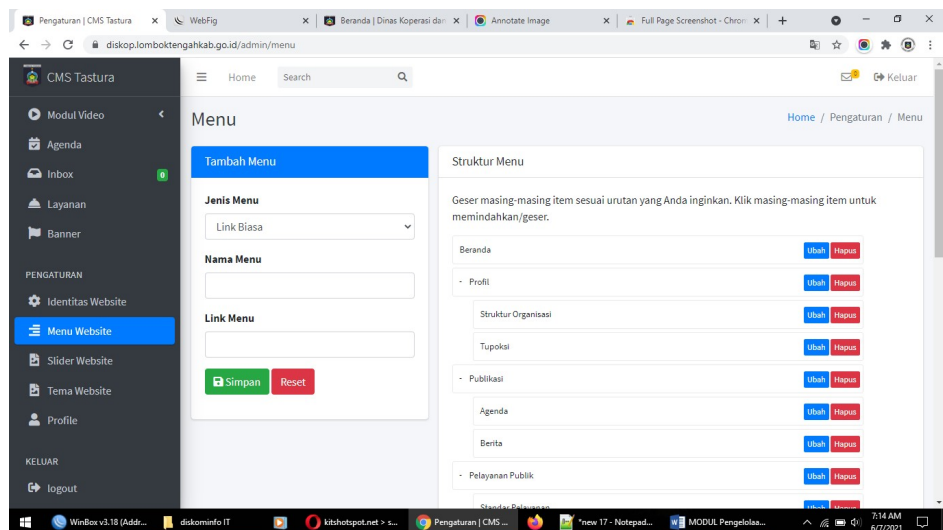 Pengaturan | CMS Tastura
WebFig
Beranda | Dinas Koperasi dan
Annotate Image
Full Page Screenshot - Chrom
diskop.lomboktengahkab.go.id/admin/menu
CMS Tastura
Home
Search
Keluar
Modul Video
Agenda
Inbox
0
Layanan
Banner
PENGATURAN
Identitas Website
Menu Website
Slider Website
Tema Website
Profile
KELUAR
logout
Menu
Home / Pengaturan / Menu
Tambah Menu
Jenis Menu
Link Biasa
Nama Menu
Link Menu
Simpan Reset
Struktur Menu
Geser masing-masing item sesuai urutan yang Anda inginkan. Klik masing-masing item untuk
memindahkan/geser.
Beranda Ubah Hapus
- Profil Ubah Hapus
Struktur Organisasi Ubah Hapus
Tupoksi Ubah Hapus
- Publikasi Ubah Hapus
Agenda Ubah Hapus
Berita Ubah Hapus
- Pelayanan Publik Ubah Hapus
Standar Pelayanan Ubah Hapus
WinBox v3.18 (Addr...
diskominfo IT
kitshotspot.net > s...
Pengaturan | CMS ...
*new 17 - Notepad...
MODUL Pengelolaa...
7:14 AM
6/7/2021